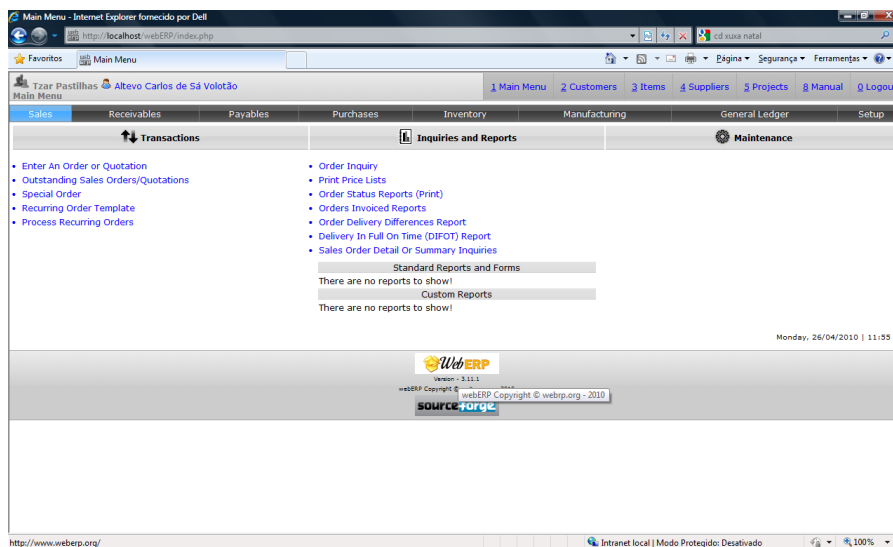 Main Menu - Internet Explorer fornecido por Dell
http://localhost/webERP/index.php
cd xuxa natal
Favoritos
Main Menu
Página
Segurança
Ferramentas
Tzar Pastilhas Altevo Carlos de Sá Volotão
Main Menu
1 Main Menu 2 Customers 3 Items 4 Suppliers 5 Projects 8 Manual 0 Logou
Sales Receivables Payables Purchases Inventory Manufacturing General Ledger Setup
Transactions Inquiries and Reports Maintenance
• Enter An Order or Quotation
• Outstanding Sales Orders/Quotations
• Special Order
• Recurring Order Template
• Process Recurring Orders
• Order Inquiry
• Print Price Lists
• Order Status Reports (Print)
• Orders Invoiced Reports
• Order Delivery Differences Report
• Delivery In Full On Time (DIFOT) Report
• Sales Order Detail Or Summary Inquiries
Standard Reports and Forms
There are no reports to show!
Custom Reports
There are no reports to show!
Monday, 26/04/2010 | 11:55
WebERP
Version - 3.11.1
webERP Copyright ©
webERP Copyright © webrp.org - 2010
sourceforge
http://www.weberp.org/
Intranet local | Modo Protegido: Desativado
100%